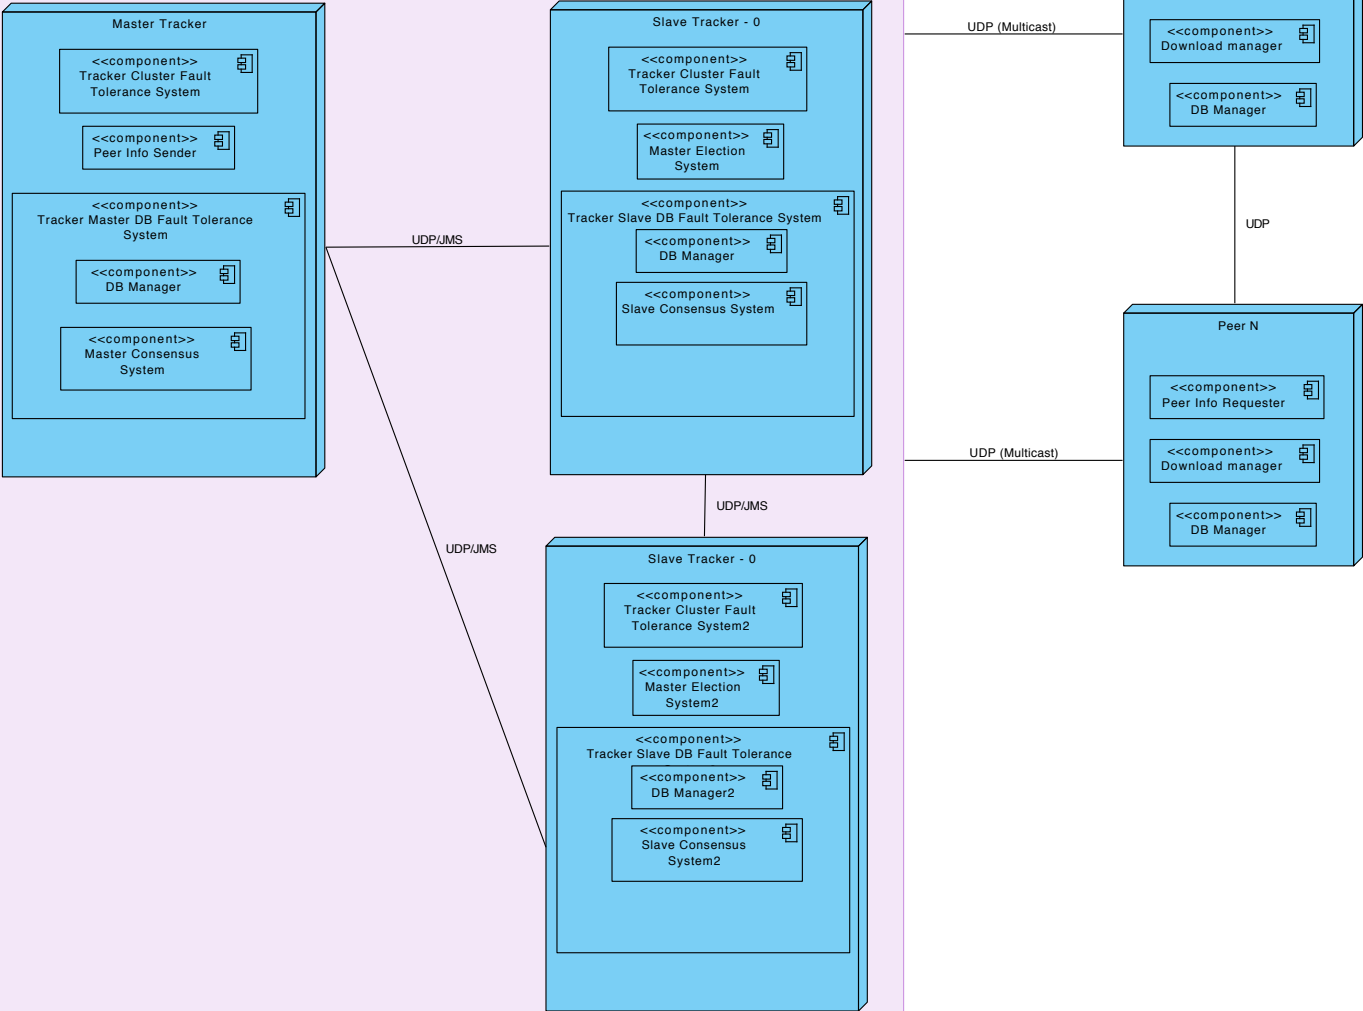 Master Tracker
<<component>>
Tracker Cluster Fault
Tolerance System
<<component>>
Peer Info Sender
<<component>>
Tracker Master DB Fault Tolerance
System
<<component>>
DB Manager
<<component>>
Master Consensus
System
UDP/JMS
UDP/JMS
Slave Tracker - 0
<<component>>
Tracker Cluster Fault
Tolerance System
<<component>>
Master Election
System
<<component>>
Tracker Slave DB Fault Tolerance System
<<component>>
DB Manager
<<component>>
Slave Consensus System
UDP/JMS
Slave Tracker - 0
<<component>>
Tracker Cluster Fault
Tolerance System2
<<component>>
Master Election
System2
<<component>>
Tracker Slave DB Fault Tolerance
<<component>>
DB Manager2
<<component>>
Slave Consensus
System2
UDP (Multicast)
<<component>>
Download manager
<<component>>
DB Manager
UDP
UDP (Multicast)
Peer N
<<component>>
Peer Info Requester
<<component>>
Download manager
<<component>>
DB Manager